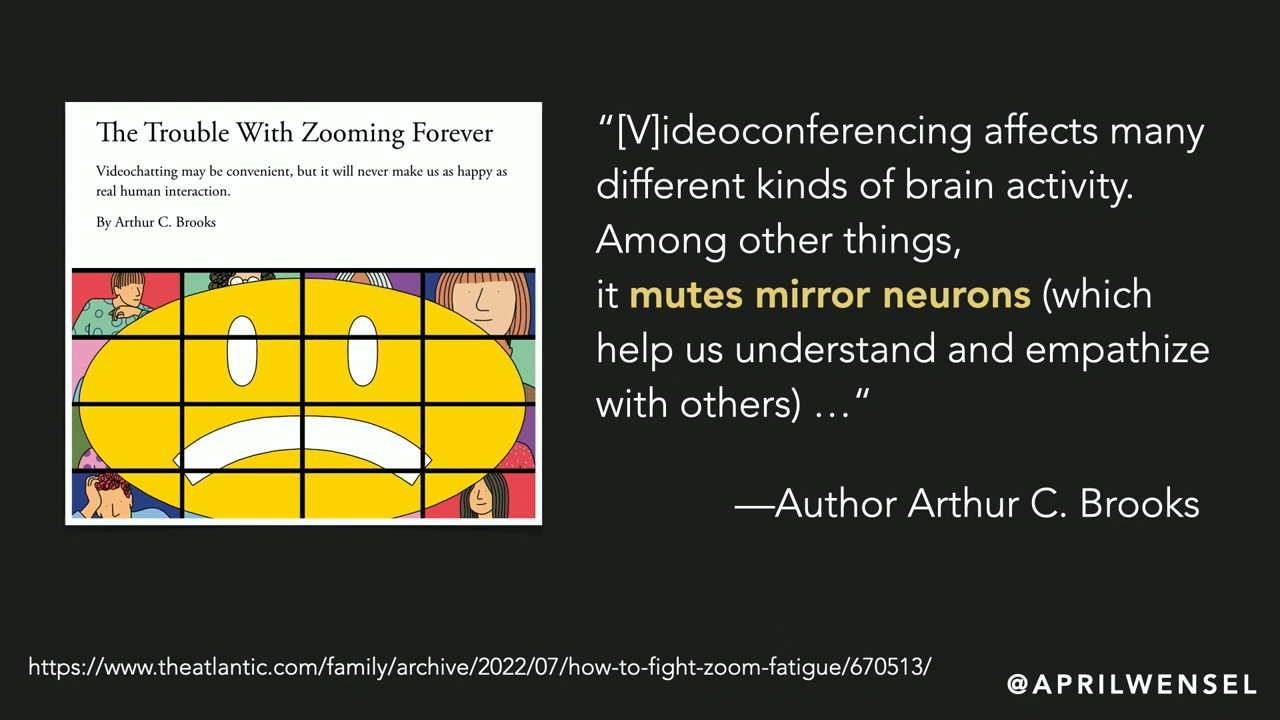 The Trouble With Zooming Forever
Videochatting may be convenient, but it will never make us as happy as
real human interaction.
By Arthur C. Brooks
“[V]ideoconferencing affects many
different kinds of brain activity.
Among other things,
it mutes mirror neurons (which
help us understand and empathize
with others) …“
—Author Arthur C. Brooks
https://www.theatlantic.com/family/archive/2022/07/how-to-fight-zoom-fatigue/670513/
@APRILWENSEL